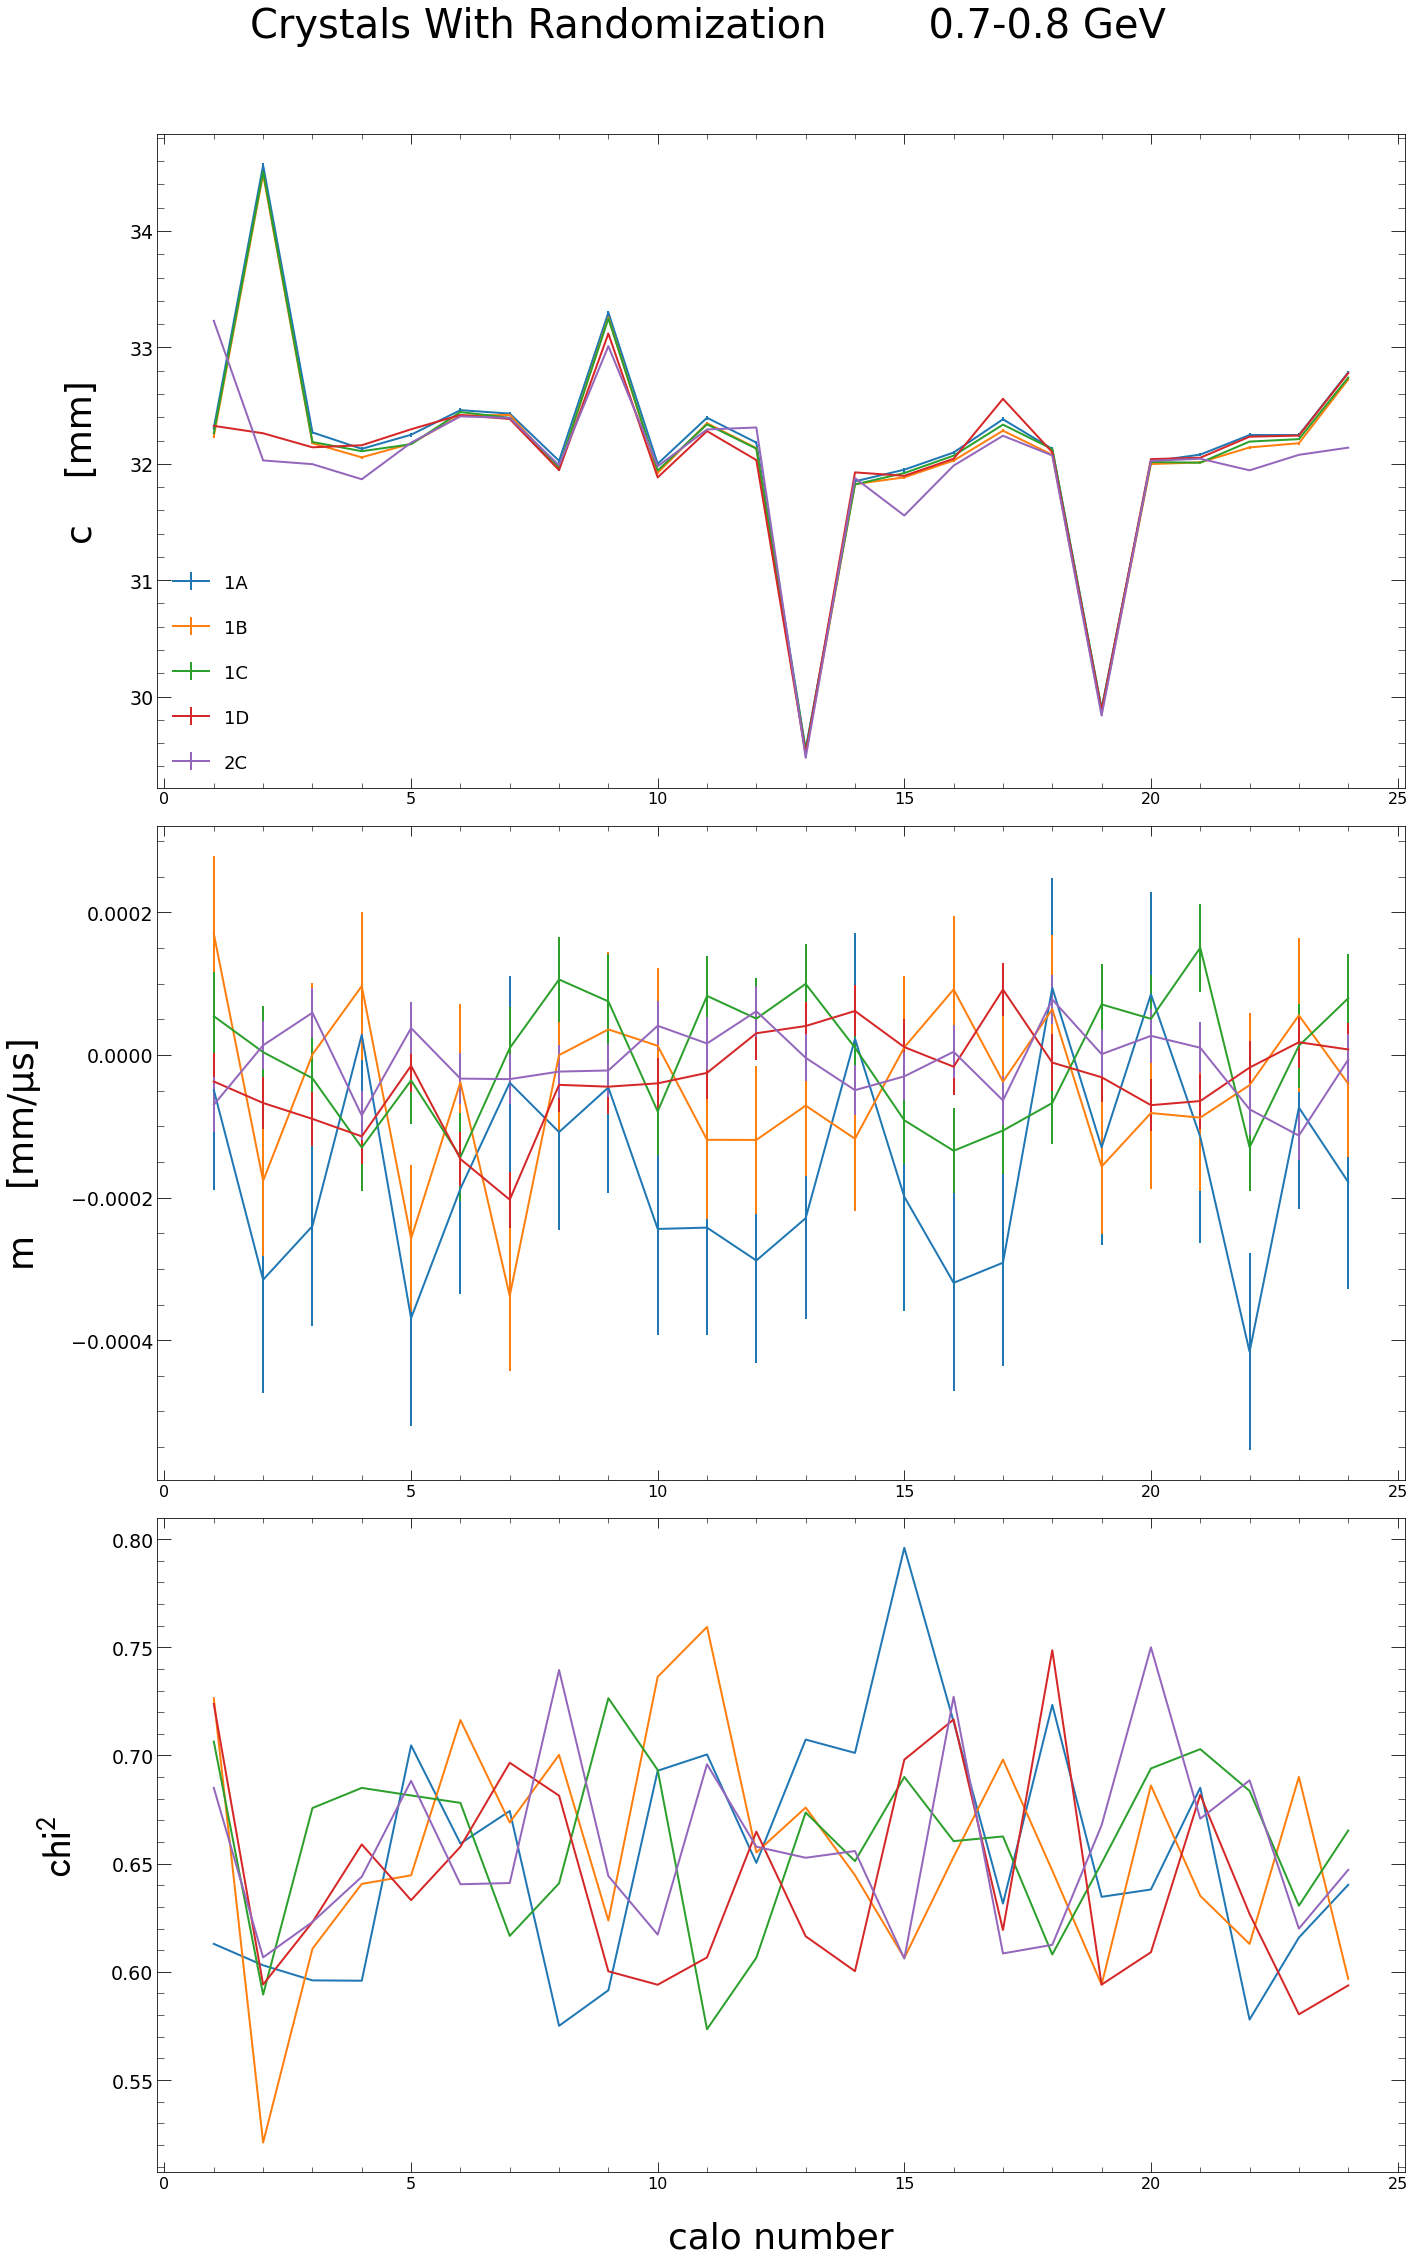 Crystals With Randomization 0.7-0.8 GeV
34
33
32
31
30
c [mm]
1A
1B
1C
1D
2C
0 5 10 15 20 25
0.0002
0.0000
−0.0002
−0.0004
m [mm/μs]
0 5 10 15 20 25
0.80
0.75
0.70
0.65
0.60
0.55
chi²
0 5 10 15 20 25
calo number